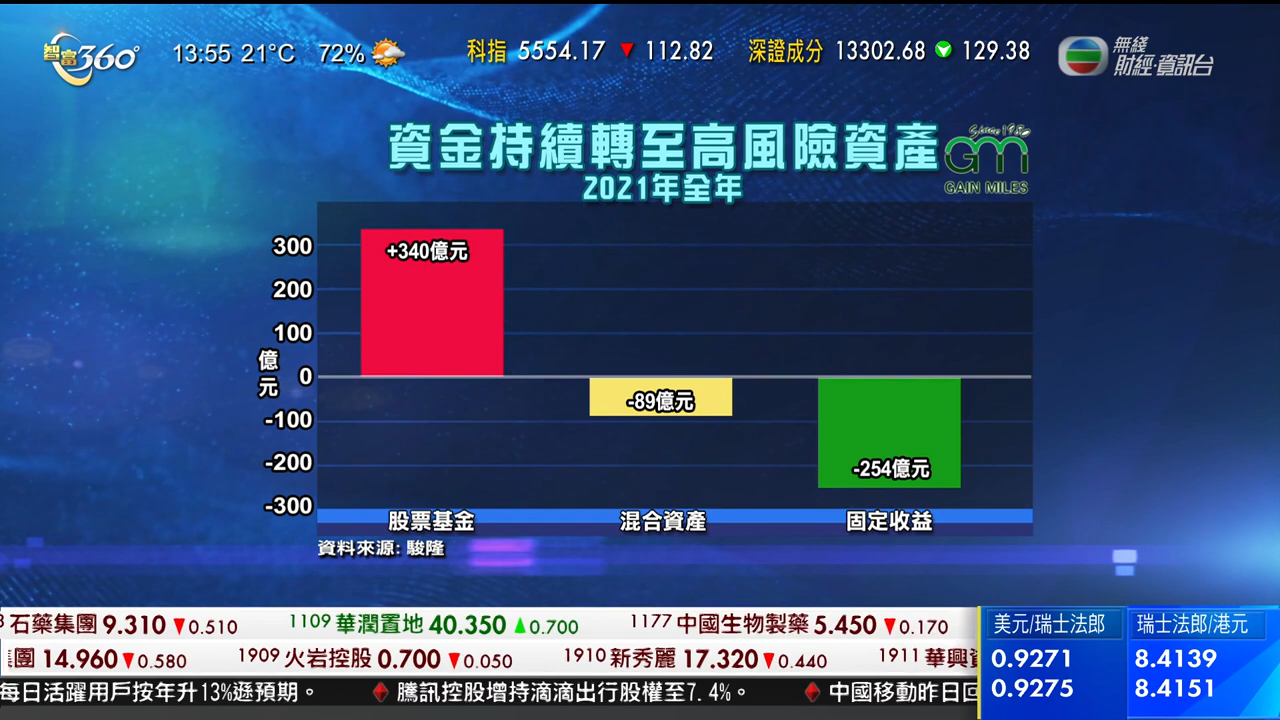 智富360°
13:55 21°C 72%
科指 5554.17 ▼ 112.82 深證成分 13302.68 129.38
無綫
財經·資訊台
資金持續轉至高風險資產
2021年全年
Since 1980
GM
GAIN MILES
300
200
100
億元
0
-100
-200
-300
+340億元
-89億元
-254億元
股票基金 混合資產 固定收益
資料來源: 駿隆
石藥集團 9.310 ▼0.510 1109 華潤置地 40.350 ▲0.700 1177 中國生物製藥 5.450 ▼0.170
團 14.960 ▼0.580 1909 火岩控股 0.700 ▼0.050 1910 新秀麗 17.320 ▼0.440 1911 華興
每日活躍用戶按年升13%遜預期。 騰訊控股增持滴滴出行股權至7.4%。 中國移動昨日回
美元/瑞士法郎 瑞士法郎/港元
0.9271 8.4139
0.9275 8.4151